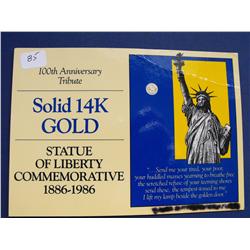 85
100th Anniversary
Tribute
Solid 14K
GOLD
STATUE
OF LIBERTY
COMMEMORATIVE
1886-1986
"... Send me your tired, your poor,
your huddled masses yearning to breathe free
the wretched refuse of your teeming shores
send these, the tempest-tossed to me
I lift my lamp beside the golden door."